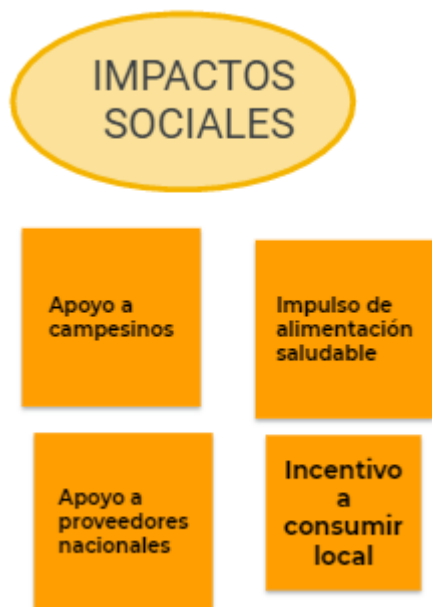 IMPACTOS
SOCIALES
Apoyo a
campesinos
Impulso de
alimentación
saludable
Apoyo a
proveedores
nacionales
Incentivo
a
consumir
local